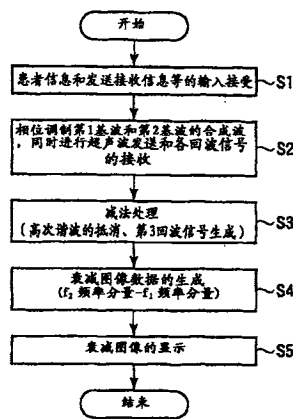 开始
患者信息和发送接收信息等的输入接受
S1
相位调制第1基波和第2基波的合成波
，同时进行超声波发送和各回波信号
的接收
S2
减法处理
(高次谐波的抵消、第3回波信号生成)
S3
衰减图像数据的生成
(f₂ 频率分量-f₁ 频率分量)
S4
衰减图像的显示
S5
结束